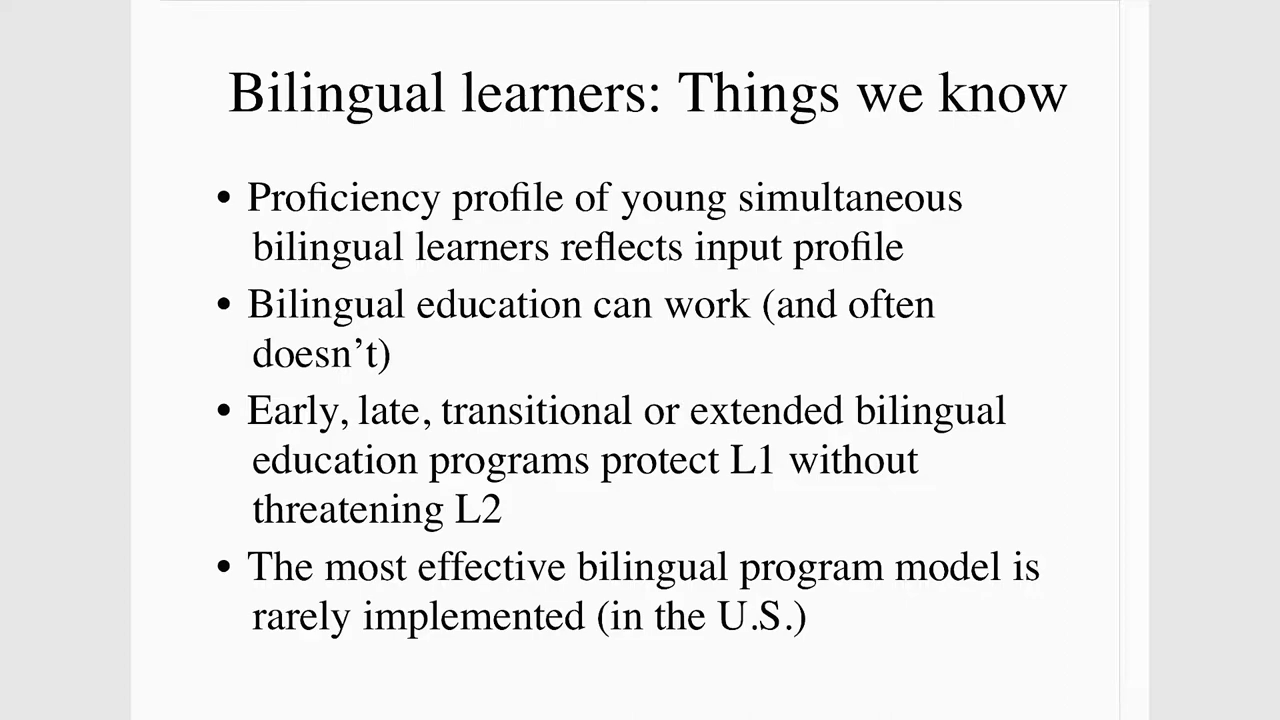 Bilingual learners: Things we know
• Proficiency profile of young simultaneous
bilingual learners reflects input profile
• Bilingual education can work (and often
doesn’t)
• Early, late, transitional or extended bilingual
education programs protect L1 without
threatening L2
• The most effective bilingual program model is
rarely implemented (in the U.S.)